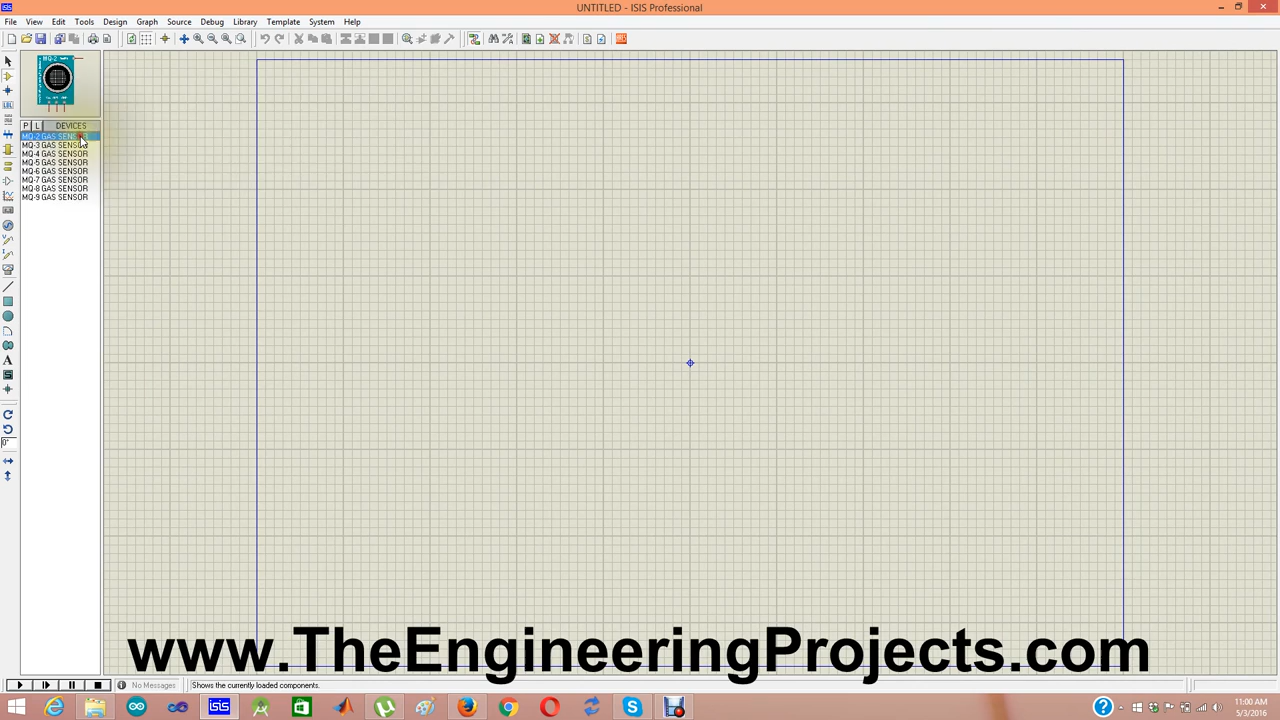 UNTITLED - ISIS Professional
File View Edit Tools Design Graph Source Debug Library Template System Help
MQ-2
P L DEVICES
MQ-2 GAS SENSOR
MQ-3 GAS SENSOR
MQ-4 GAS SENSOR
MQ-5 GAS SENSOR
MQ-6 GAS SENSOR
MQ-7 GAS SENSOR
MQ-8 GAS SENSOR
MQ-9 GAS SENSOR
0°
www.TheEngineeringProjects.com
No Messages Shows the currently loaded components.
11:00 AM
5/3/2016